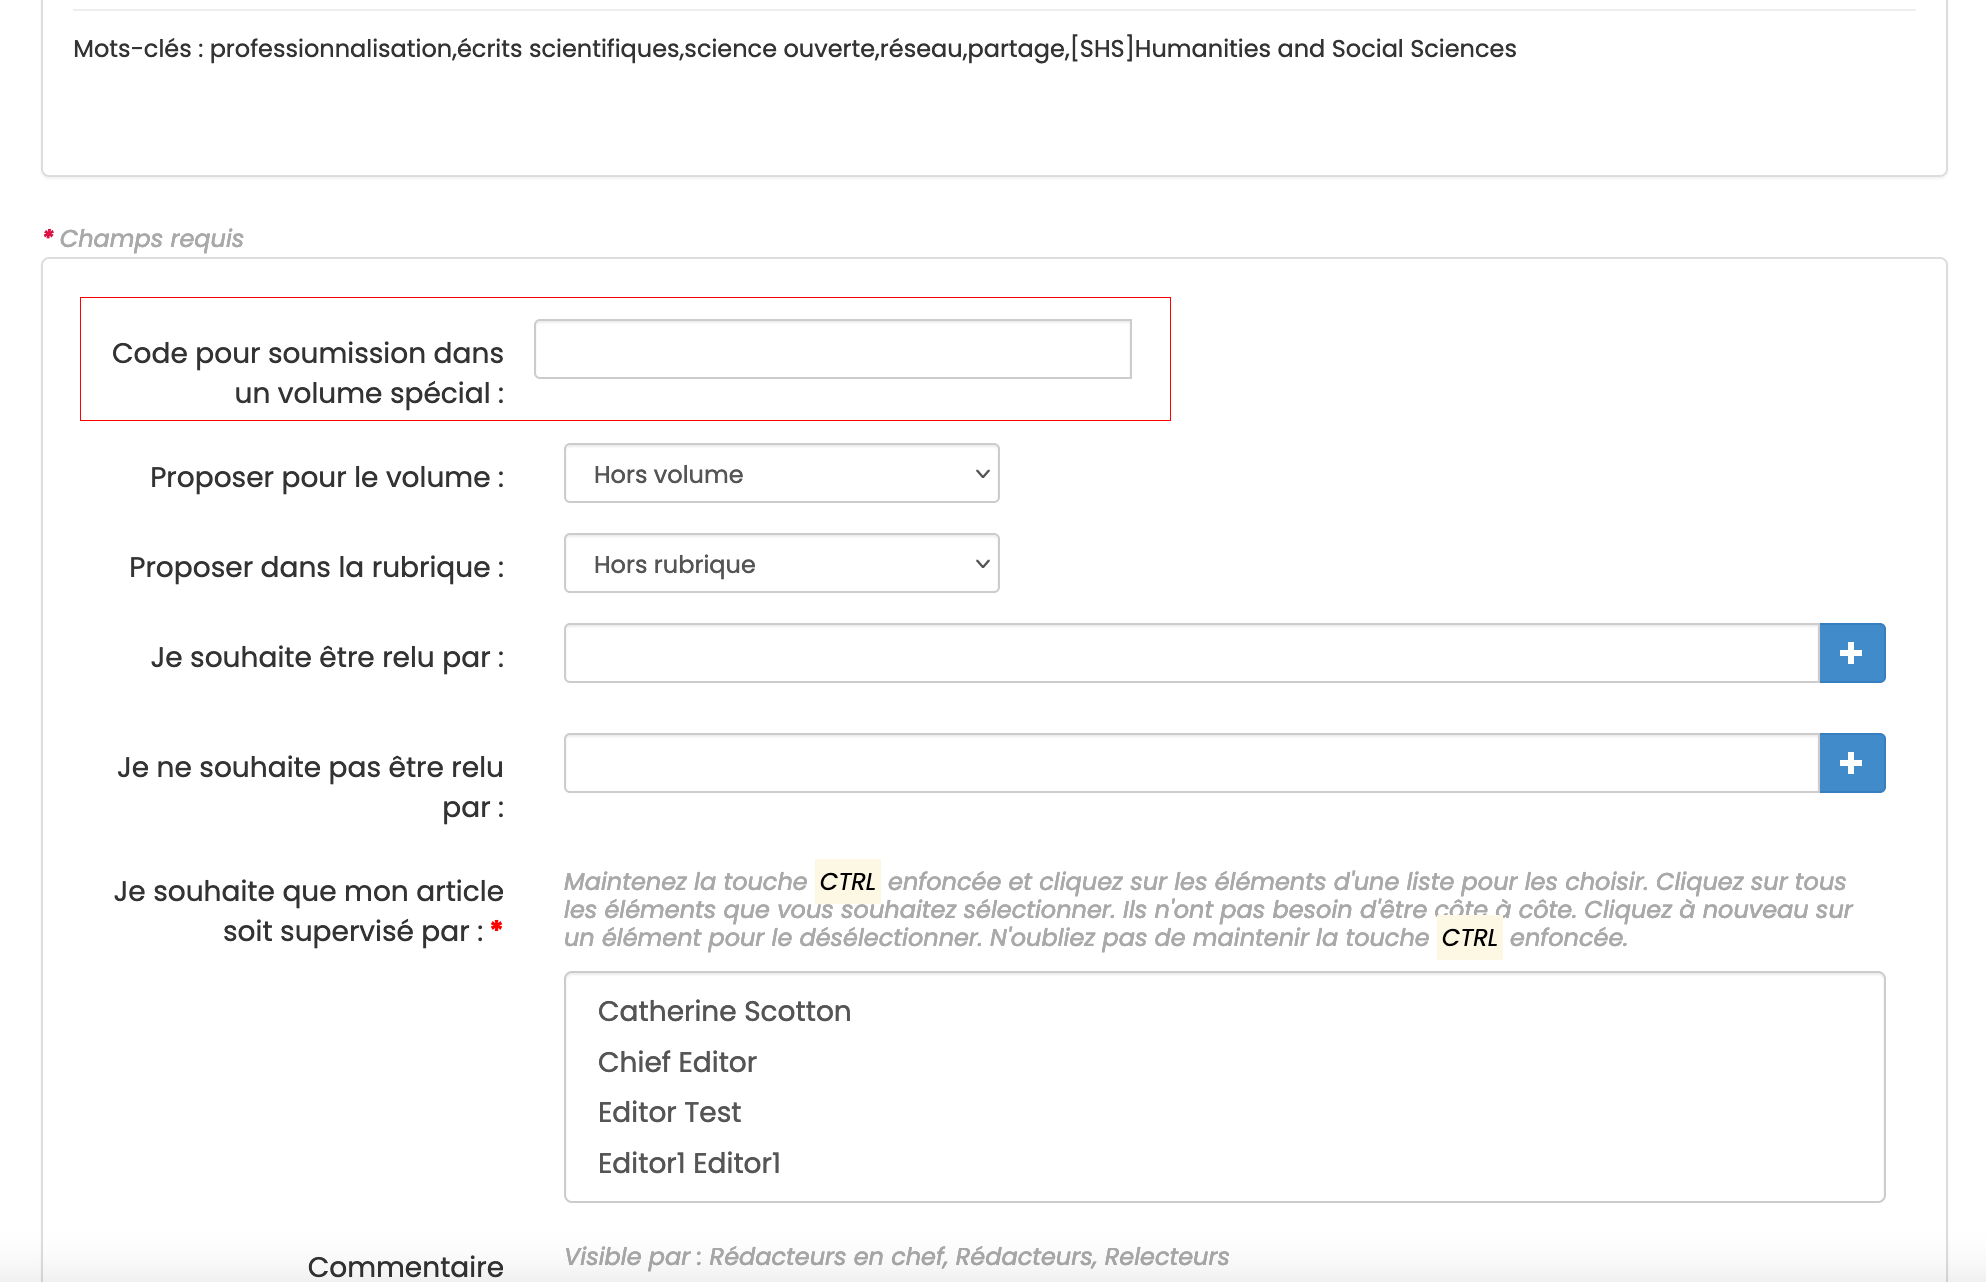 Mots-clés : professionnalisation,écrits scientifiques,science ouverte,réseau,partage,[SHS]Humanities and Social Sciences
* Champs requis
Code pour soumission dans
un volume spécial :
Proposer pour le volume :
Hors volume
Proposer dans la rubrique :
Hors rubrique
Je souhaite être relu par :
+
Je ne souhaite pas être relu
par :
+
Je souhaite que mon article
soit supervisé par : *
Maintenez la touche CTRL enfoncée et cliquez sur les éléments d'une liste pour les choisir. Cliquez sur tous
les éléments que vous souhaitez sélectionner. Ils n'ont pas besoin d'être côte à côte. Cliquez à nouveau sur
un élément pour le désélectionner. N'oubliez pas de maintenir la touche CTRL enfoncée.
Catherine Scotton
Chief Editor
Editor Test
Editor1 Editor1
Commentaire
Visible par : Rédacteurs en chef, Rédacteurs, Relecteurs